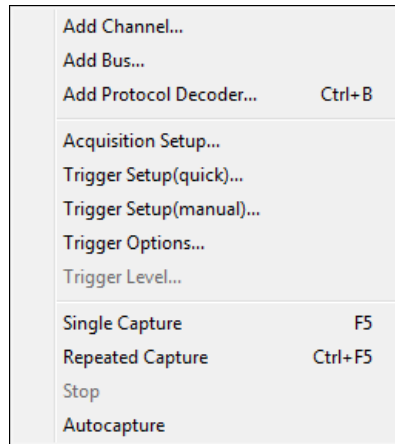 Add Channel...
Add Bus...
Add Protocol Decoder... Ctrl+B
Acquisition Setup...
Trigger Setup(quick)...
Trigger Setup(manual)...
Trigger Options...
Trigger Level...
Single Capture F5
Repeated Capture Ctrl+F5
Stop
Autocapture